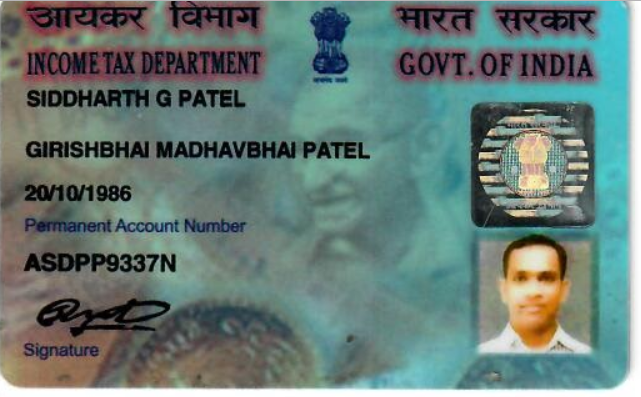 आयकर विभाग
भारत सरकार
INCOME TAX DEPARTMENT
GOVT. OF INDIA
SIDDHARTH G PATEL
GIRISHBHAI MADHAVBHAI PATEL
20/10/1986
Permanent Account Number
ASDPP9337N
Signature